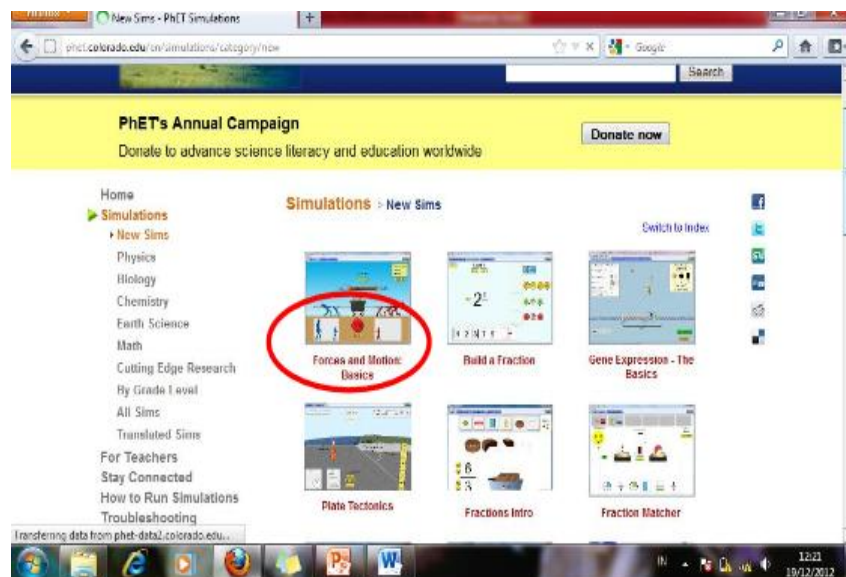 New Sims - PhET Simulations
phet.colorado.edu/en/simulations/category/new
Google
Search
PhET's Annual Campaign
Donate to advance science literacy and education worldwide
Donate now
Home
Simulations
New Sims
Physics
Biology
Chemistry
Earth Science
Math
Cutting Edge Research
By Grade Level
All Sims
Translated Sims
For Teachers
Stay Connected
How to Run Simulations
Troubleshooting
Simulations > New Sims
Switch to Index
Forces and Motion:
Basics
Build a Fraction
Gene Expression - The
Basics
Plate Tectonics
Fractions Intro
Fraction Matcher
Transferring data from phet-data2.colorado.edu...
IN
12:21
19/12/2012